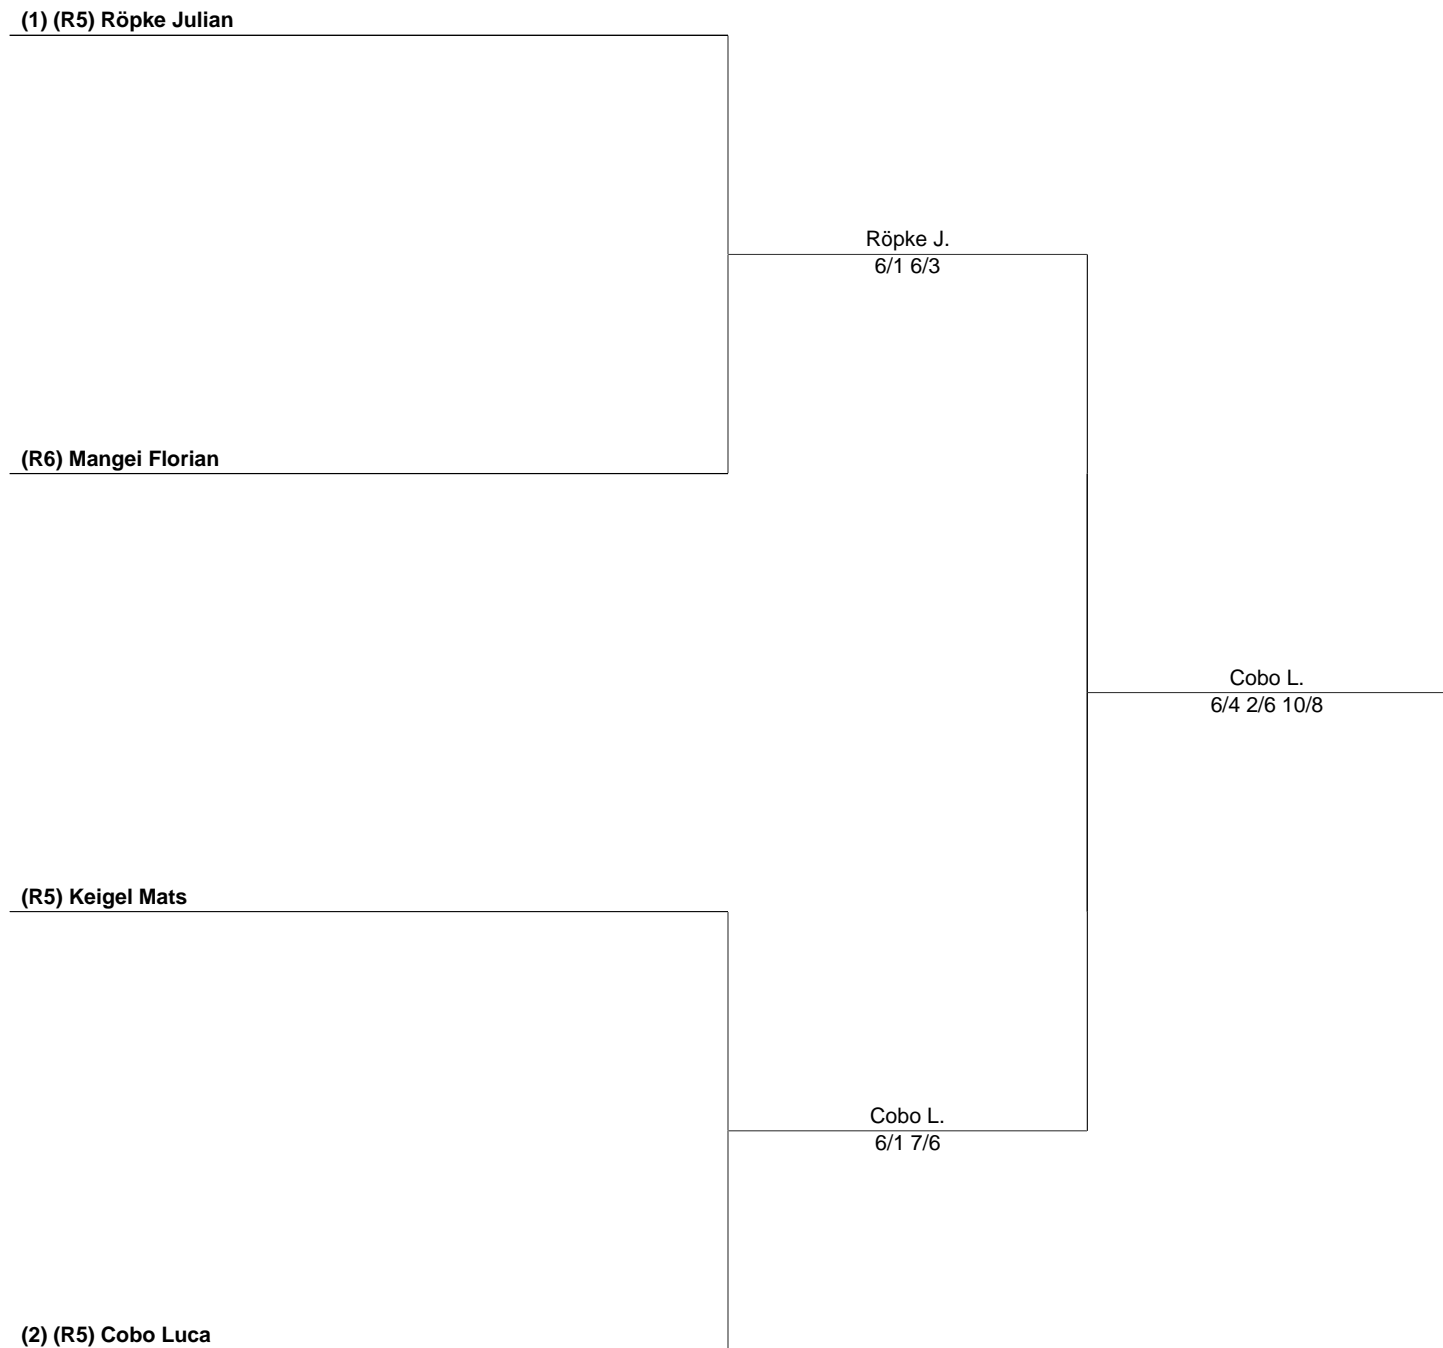 (1) (R5) Röpke Julian
Röpke J.
6/1 6/3
(R6) Mangei Florian
Cobo L.
6/4 2/6 10/8
(R5) Keigel Mats
Cobo L.
6/1 7/6
(2) (R5) Cobo Luca